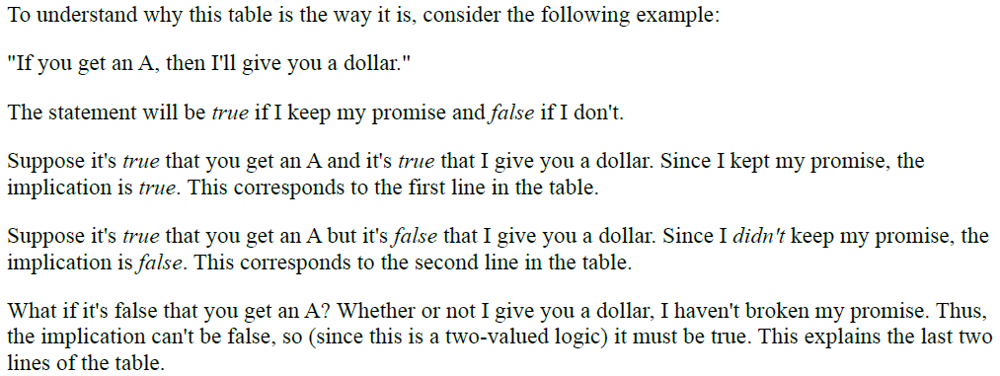 To understand why this table is the way it is, consider the following example:
"If you get an A, then I'll give you a dollar."
The statement will be true if I keep my promise and false if I don't.
Suppose it's true that you get an A and it's true that I give you a dollar. Since I kept my promise, the
implication is true. This corresponds to the first line in the table.
Suppose it's true that you get an A but it's false that I give you a dollar. Since I didn't keep my promise, the
implication is false. This corresponds to the second line in the table.
What if it's false that you get an A? Whether or not I give you a dollar, I haven't broken my promise. Thus,
the implication can't be false, so (since this is a two-valued logic) it must be true. This explains the last two
lines of the table.